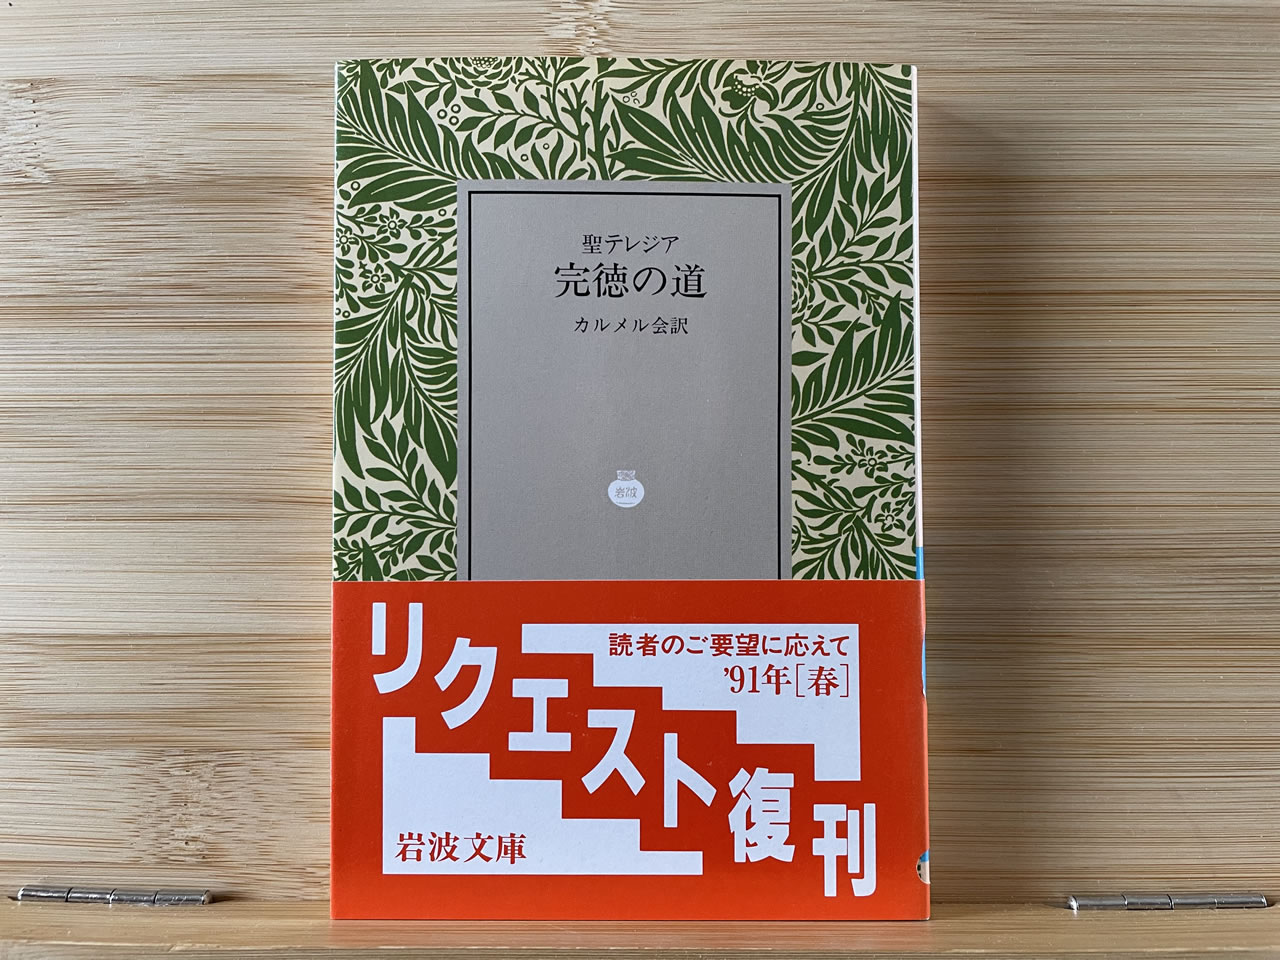 聖テレジア
完徳の道
カルメル会訳
岩波
読者のご要望に応えて
'91年[春]
リクエスト復刊
岩波文庫